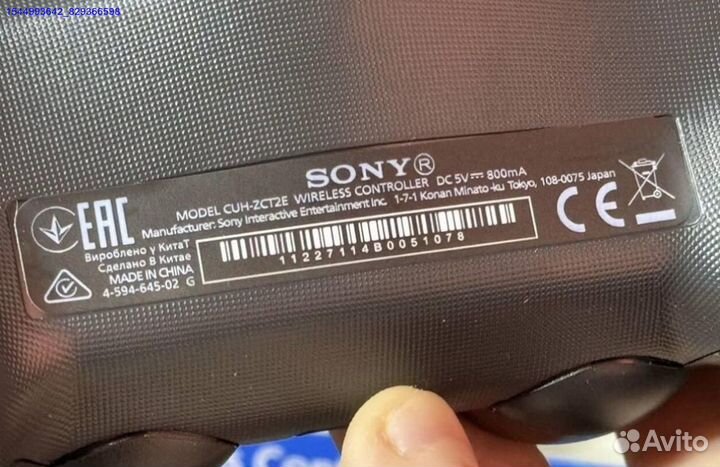 1544993642_829366598
SONY®
MODEL CUH-ZCT2E WIRELESS CONTROLLER DC 5V⎓800mA
Manufacturer: Sony Interactive Entertainment Inc. 1-7-1 Konan Minato-ku Tokyo, 108-0075 Japan
EAC
CE
Вироблено у КитаТ
Сделано В Китае
MADE IN CHINA
4-594-645-02 G
11227114B0051078
Avito